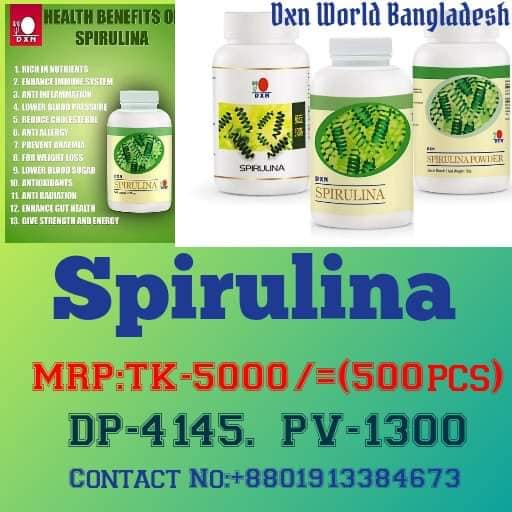 HEALTH BENEFITS OF
SPIRULINA
DXN
1. RICH IN NUTRIENTS
2. ENHANCE IMMUNE SYSTEM
3. ANTI INFLAMMATION
4. LOWER BLOOD PRESSURE
5. REDUCE CHOLESTEROL
6. ANTI ALLERGY
7. PREVENT ANAEMIA
8. FOR WEIGHT LOSS
9. LOWER BLOOD SUGAR
10. ANTIOXIDANTS
11. ANTI RADIATION
12. ENHANCE GUT HEALTH
13. GIVE STRENGTH AND ENERGY
DXN
SPIRULINA
Dxn World Bangladesh
DXN
SPIRULINA
DXN
SPIRULINA
DXN
SPIRULINA POWDER
Spirulina
MRP:TK-5000/=(500PCS)
DP-4145. PV-1300
CONTACT NO:+8801913384673